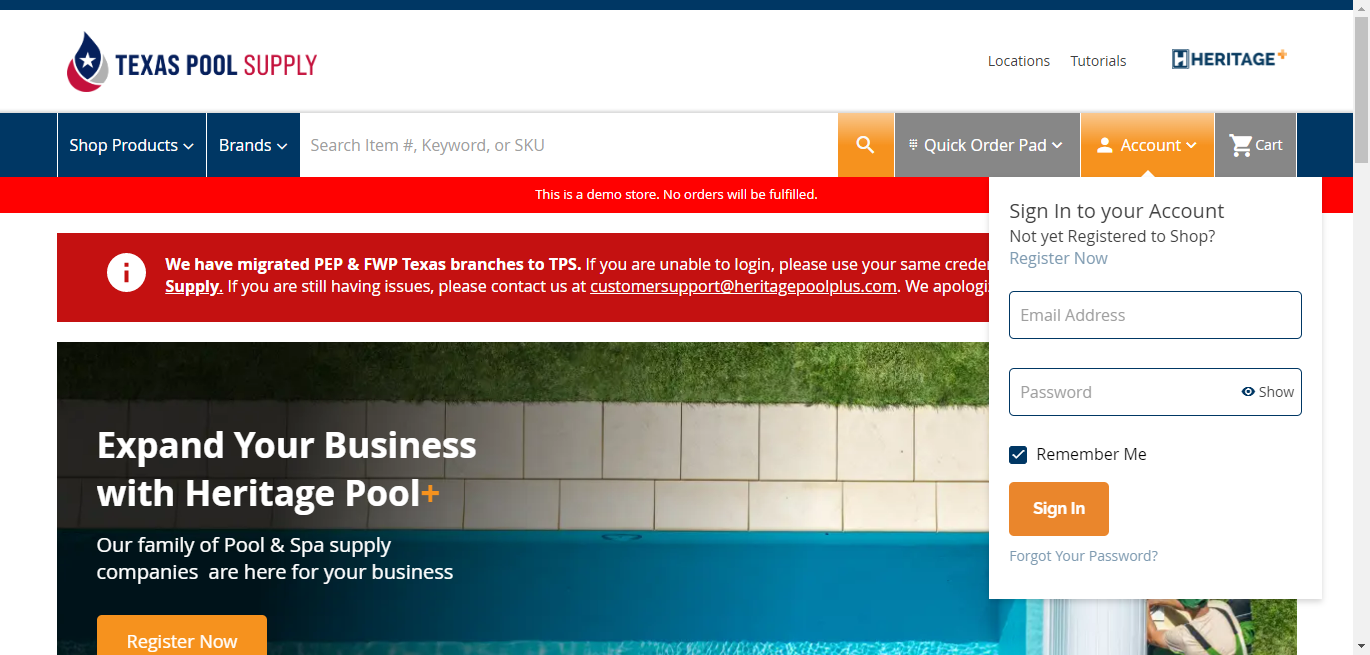 TEXAS POOL SUPPLY
Locations
Tutorials
HERITAGE+
Shop Products
Brands
Search Item #, Keyword, or SKU
Quick Order Pad
Account
Cart
This is a demo store. No orders will be fulfilled.
We have migrated PEP & FWP Texas branches to TPS. If you are unable to login, please use your same
Supply. If you are still having issues, please contact us at customersupport@heritagepoolplus.com. We
Expand Your Business
with Heritage Pool+
Our family of Pool & Spa supply
companies are here for your business
Register Now
Sign In to your Account
Not yet Registered to Shop?
Register Now
Email Address
Password
Show
Remember Me
Sign In
Forgot Your Password?